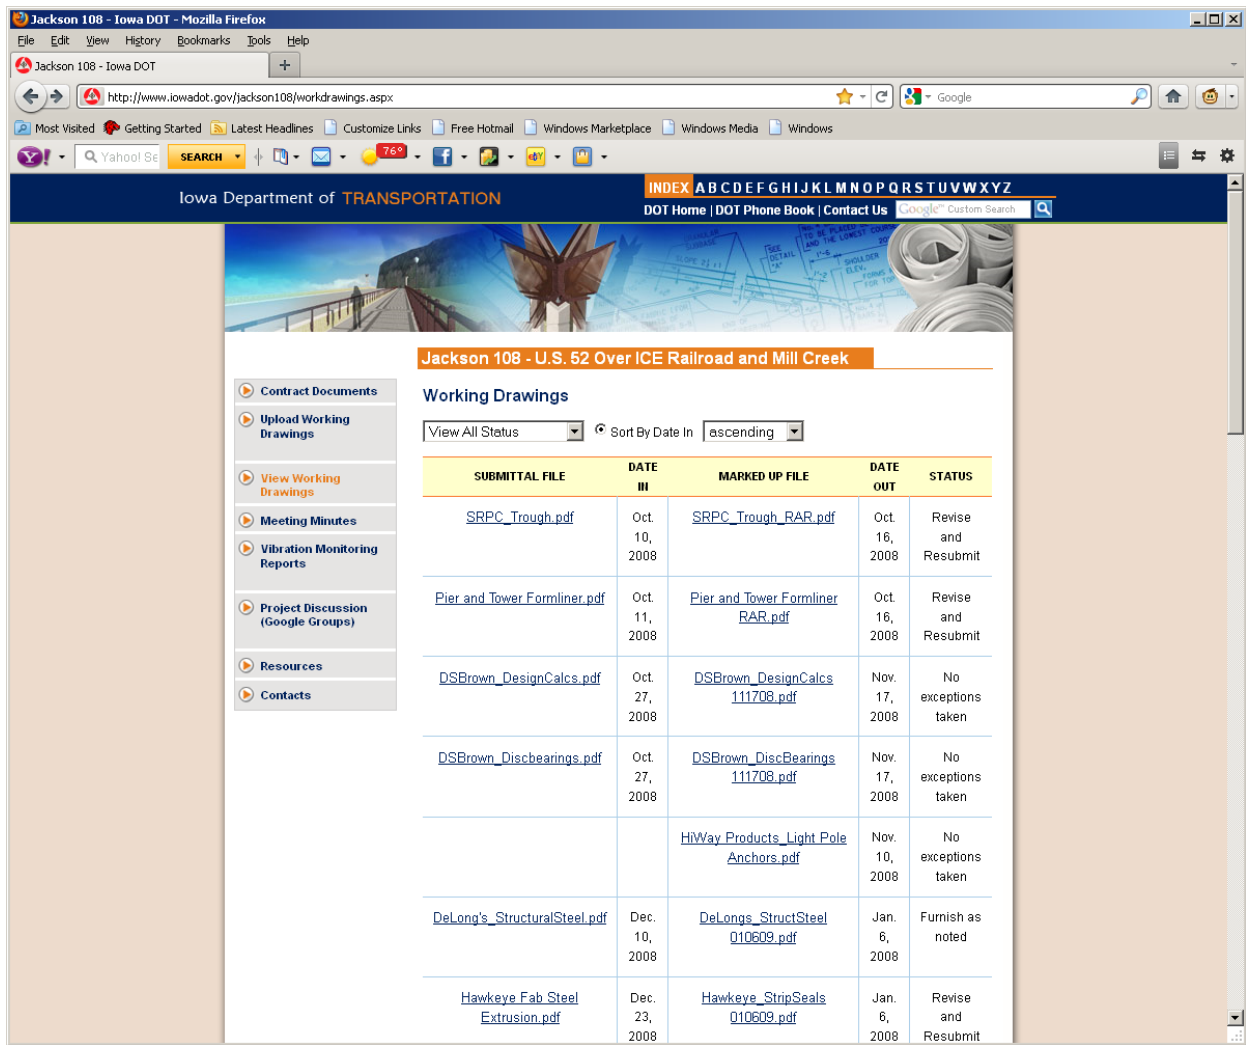 Jackson 108 - Iowa DOT - Mozilla Firefox
File Edit View History Bookmarks Tools Help
Jackson 108 - Iowa DOT
http://www.iowadot.gov/jackson108/workdrawings.aspx
Google
Most Visited Getting Started Latest Headlines Customize Links Free Hotmail Windows Marketplace Windows Media Windows
Y! Yahoo! Se SEARCH 76° ebY
Iowa Department of TRANSPORTATION
INDEX A B C D E F G H I J K L M N O P Q R S T U V W X Y Z
DOT Home | DOT Phone Book | Contact Us Google™ Custom Search
Jackson 108 - U.S. 52 Over ICE Railroad and Mill Creek
Contract Documents
Upload Working
Drawings
View Working
Drawings
Meeting Minutes
Vibration Monitoring
Reports
Project Discussion
(Google Groups)
Resources
Contacts
Working Drawings
View All Status Sort By Date In ascending
SUBMITTAL FILE DATE IN MARKED UP FILE DATE OUT STATUS
SRPC_Trough.pdf Oct. SRPC_Trough_RAR.pdf Oct. Revise
10, 16, and
2008 2008 Resubmit
Pier and Tower Formliner.pdf Oct. Pier and Tower Formliner Oct. Revise
11, RAR.pdf 16, and
2008 2008 Resubmit
DSBrown_DesignCalcs.pdf Oct. DSBrown_DesignCalcs Nov. No
27, 111708.pdf 17, exceptions
2008 2008 taken
DSBrown_Discbearings.pdf Oct. DSBrown_DiscBearings Nov. No
27, 111708.pdf 17, exceptions
2008 2008 taken
HiWay Products_Light Pole Nov. No
Anchors.pdf 10, exceptions
2008 taken
DeLong's_StructuralSteel.pdf Dec. DeLongs_StructSteel Jan. Furnish as
10, 010609.pdf 6, noted
2008 2008
Hawkeye Fab Steel Dec. Hawkeye_StripSeals Jan. Revise
Extrusion.pdf 23, 010609.pdf 6, and
2008 2008 Resubmit